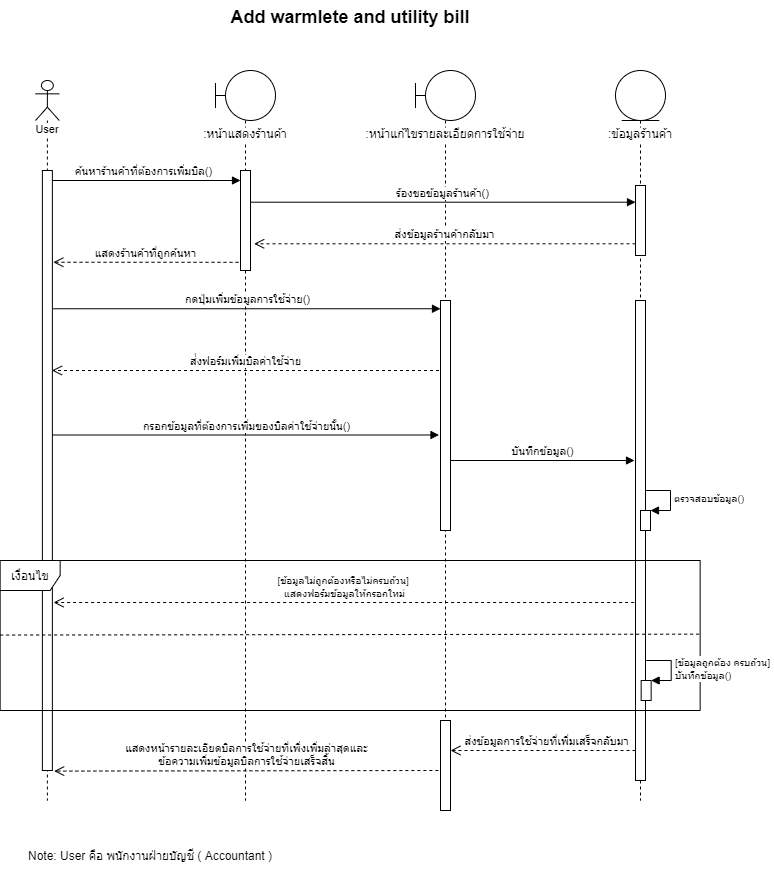 Add warmlete and utility bill
User
:หน้าแสดงร้านค้า
:หน้าแก้ไขรายละเอียดการใช้จ่าย
:ข้อมูลร้านค้า
ค้นหาร้านค้าที่ต้องการเพิ่มบิล()
ร้องขอข้อมูลร้านค้า()
ส่งข้อมูลร้านค้ากลับมา
แสดงร้านค้าที่ถูกค้นหา
กดปุ่มเพิ่มข้อมูลการใช้จ่าย()
ส่งฟอร์มเพิ่มบิลค่าใช้จ่าย
กรอกข้อมูลที่ต้องการเพิ่มของบิลค่าใช้จ่ายนั้น()
บันทึกข้อมูล()
ตรวจสอบข้อมูล()
เงื่อนไข
[ข้อมูลไม่ถูกต้องหรือไม่ครบถ้วน]
แสดงฟอร์มข้อมูลให้กรอกใหม่
[ข้อมูลถูกต้อง ครบถ้วน]
บันทึกข้อมูล()
ส่งข้อมูลการใช้จ่ายที่เพิ่มเสร็จกลับมา
แสดงหน้ารายละเอียดบิลการใช้จ่ายที่เพิ่งเพิ่มล่าสุดและ
ข้อความเพิ่มข้อมูลบิลการใช้จ่ายเสร็จสิ้น
Note: User คือ พนักงานฝ่ายบัญชี ( Accountant )